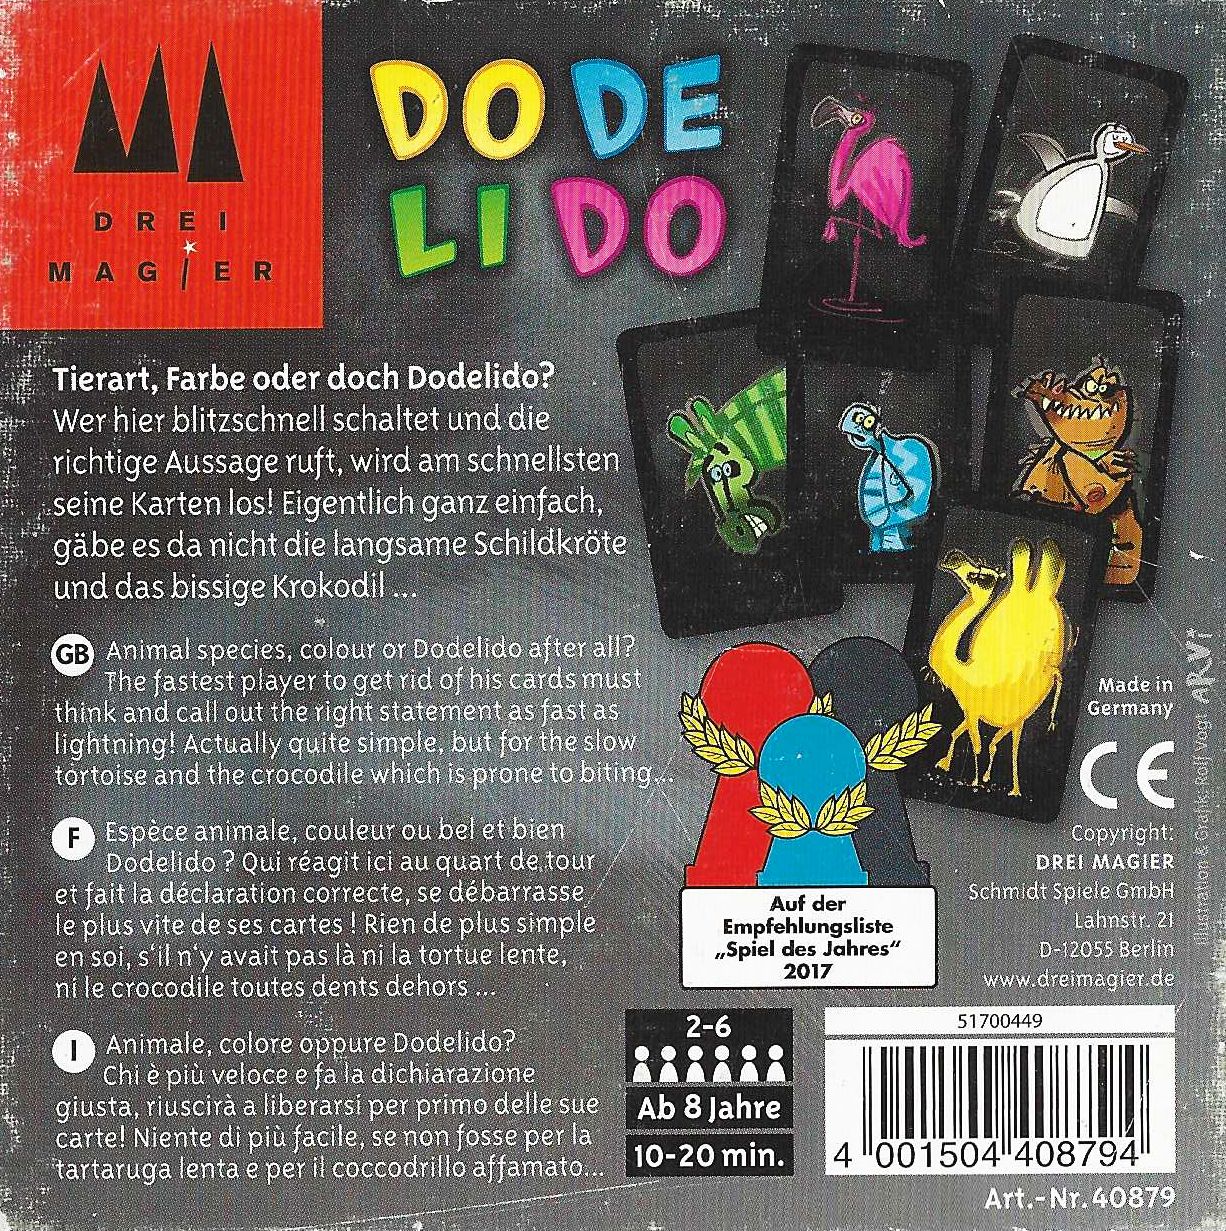 DREI
MAGIER
DO DE
LI DO
Tierart, Farbe oder doch Dodelido?
Wer hier blitzschnell schaltet und die
richtige Aussage ruft, wird am schnellsten
seine Karten los! Eigentlich ganz einfach,
gäbe es da nicht die langsame Schildkröte
und das bissige Krokodil ...
GB Animal species, colour or Dodelido after all?
The fastest player to get rid of his cards must
think and call out the right statement as fast as
lightning! Actually quite simple, but for the slow
tortoise and the crocodile which is prone to biting...
F Espèce animale, couleur ou bel et bien
Dodelido ? Qui réagit ici au quart de tour
et fait la déclaration correcte, se débarrasse
le plus vite de ses cartes ! Rien de plus simple
en soi, s'il n'y avait pas là ni la tortue lente,
ni le crocodile toutes dents dehors ...
I Animale, colore oppure Dodelido?
Chi è più veloce e fa la dichiarazione
giusta, riuscirà a liberarsi per primo delle sue
carte! Niente di più facile, se non fosse per la
tartaruga lenta e per il coccodrillo affamato...
Auf der
Empfehlungsliste
„Spiel des Jahres“
2017
2-6
Ab 8 Jahre
10-20 min.
Made in
Germany
CE
Copyright:
DREI MAGIER
Schmidt Spiele GmbH
Lahnstr. 21
D-12055 Berlin
www.dreimagier.de
Illustration & Grafik: Rolf Vogt ARVi
51700449
4 001504 408794
Art.-Nr. 40879